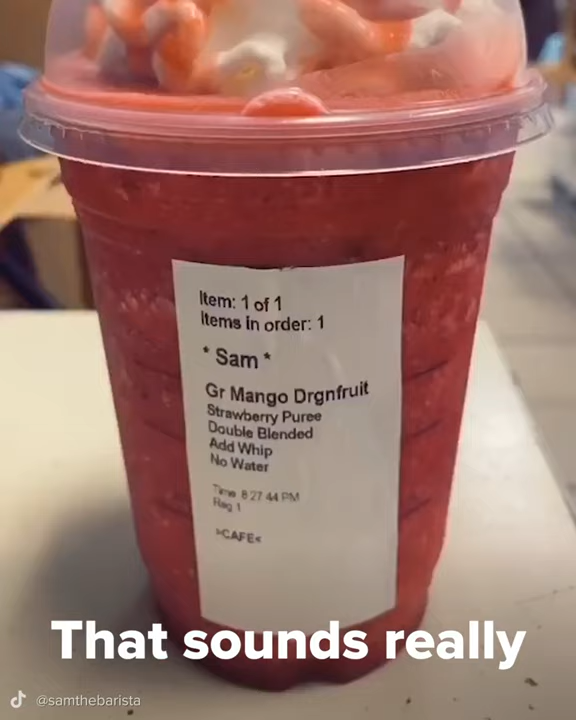 Item: 1 of 1
Items in order: 1
* Sam *
Gr Mango Drgnfruit
Strawberry Puree
Double Blended
Add Whip
No Water
Time 8 27 44 PM
Reg 1
>CAFE<
That sounds really
@samthebarista